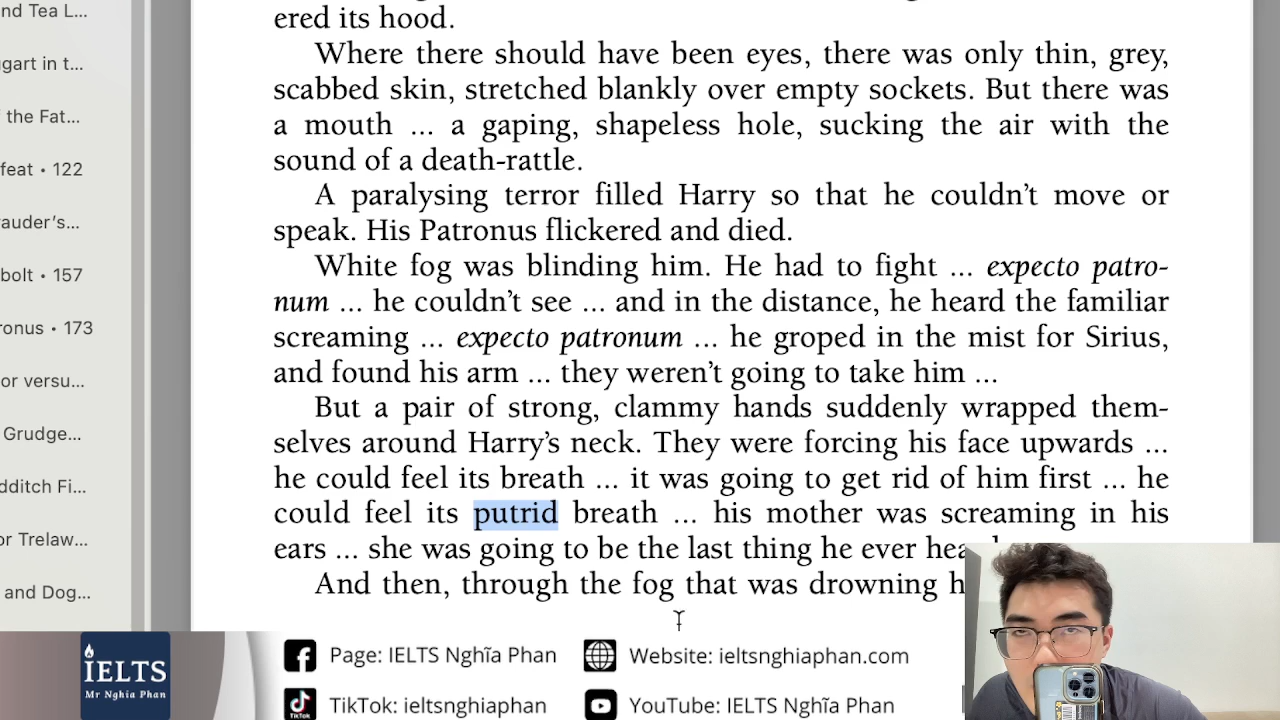 nd Tea L...
gart in t...
the Fat...
feat • 122
auder's...
bolt • 157
ronus • 173
or versu...
Grudge...
dditch Fi...
or Trelaw...
and Dog...
ered its hood.
Where there should have been eyes, there was only thin, grey,
scabbed skin, stretched blankly over empty sockets. But there was
a mouth ... a gaping, shapeless hole, sucking the air with the
sound of a death-rattle.
A paralysing terror filled Harry so that he couldn't move or
speak. His Patronus flickered and died.
White fog was blinding him. He had to fight ... expecto patro-
num ... he couldn't see ... and in the distance, he heard the familiar
screaming ... expecto patronum ... he groped in the mist for Sirius,
and found his arm ... they weren't going to take him ...
But a pair of strong, clammy hands suddenly wrapped them-
selves around Harry's neck. They were forcing his face upwards ...
he could feel its breath ... it was going to get rid of him first ... he
could feel its putrid breath ... his mother was screaming in his
ears ... she was going to be the last thing he ever
And then, through the fog that was drowning
IELTS
Mr Nghia Phan
Page: IELTS Nghĩa Phan
Website: ieltsnghiaphan.com
TikTok
TikTok: ieltsnghiaphan
YouTube: IELTS Nghĩa Phan